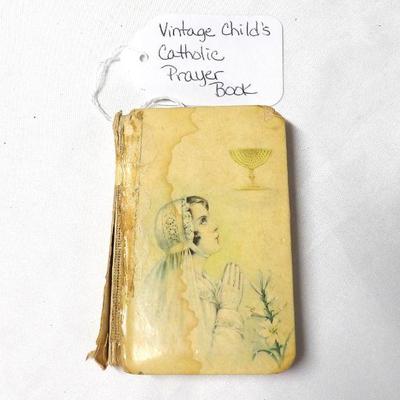 Vintage Child's
Catholic
Prayer
Book